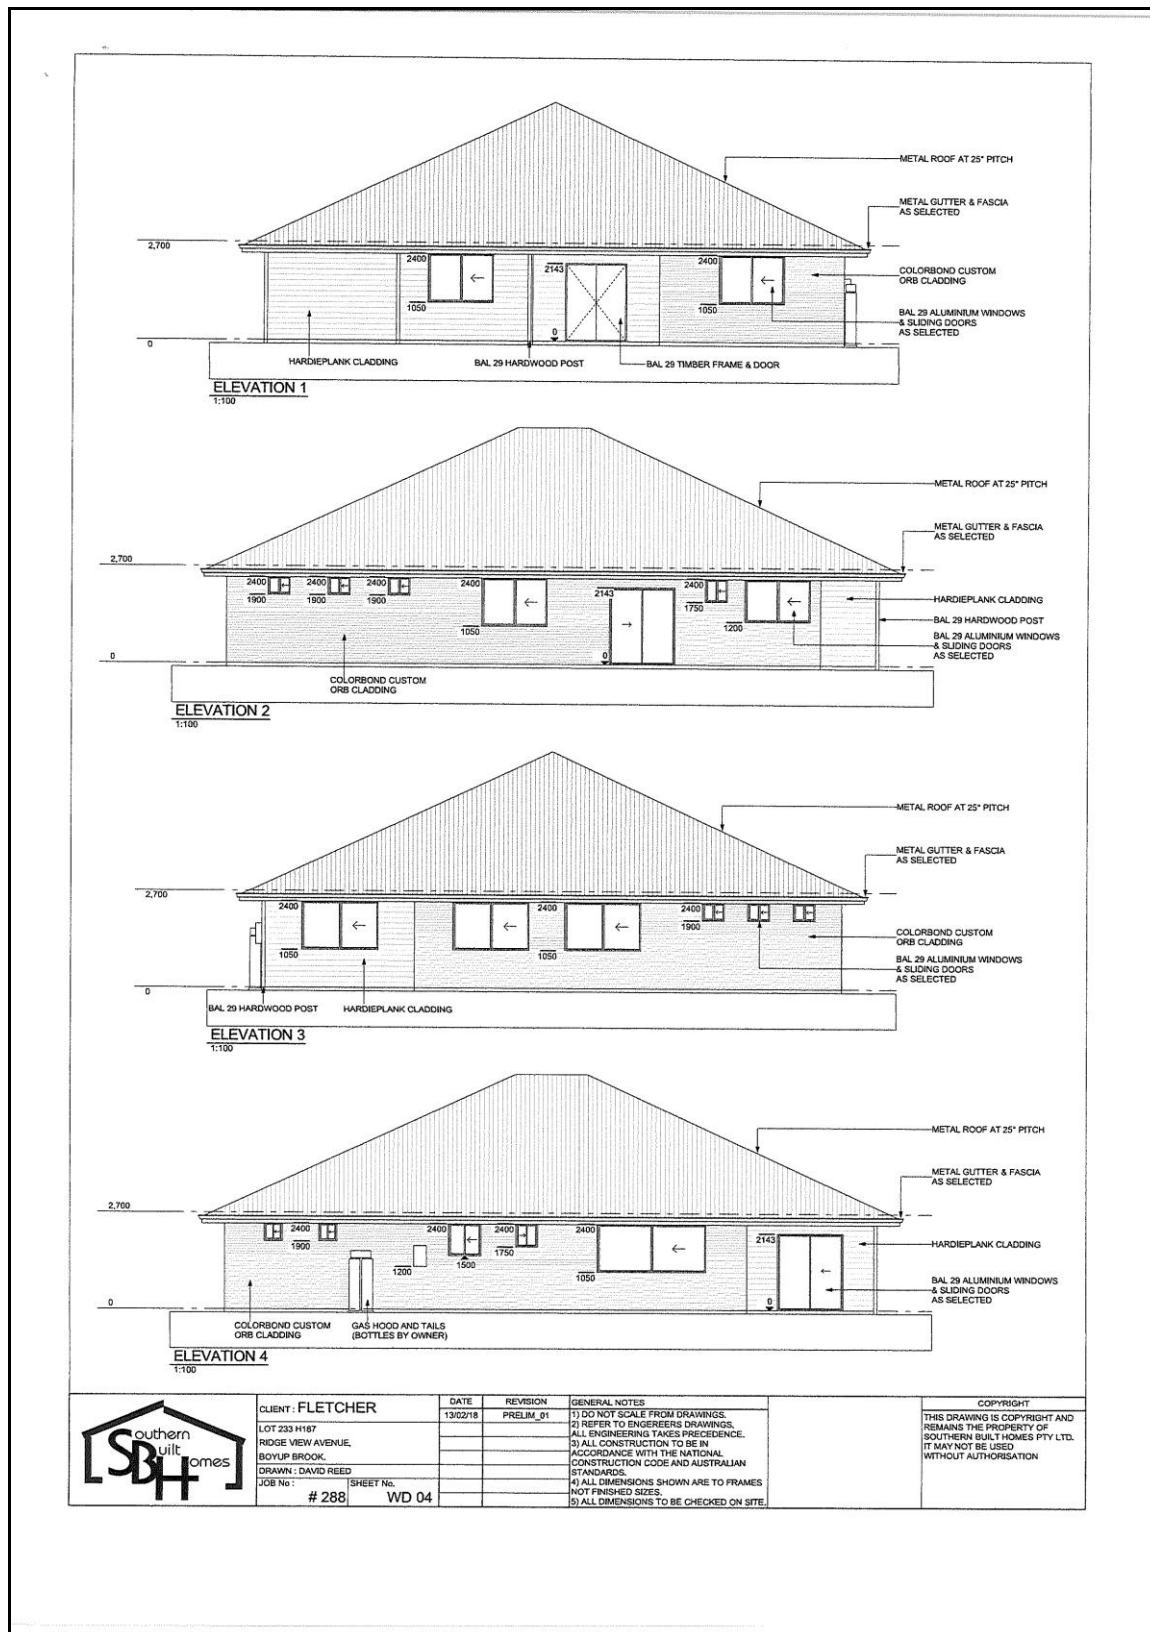 METAL ROOF AT 25° PITCH
METAL GUTTER & FASCIA
AS SELECTED
2,700
2400
2143
2400
COLORBOND CUSTOM
ORB CLADDING
1050
1050
BAL 29 ALUMINIUM WINDOWS
& SLIDING DOORS
AS SELECTED
0
0
HARDIEPLANK CLADDING
BAL 29 HARDWOOD POST
BAL 29 TIMBER FRAME & DOOR
ELEVATION 1
1:100
METAL ROOF AT 25° PITCH
METAL GUTTER & FASCIA
AS SELECTED
2,700
2400
2400
2400
2400
2143
2400
1900
1900
1900
1750
HARDIEPLANK CLADDING
1050
1200
BAL 29 HARDWOOD POST
BAL 29 ALUMINIUM WINDOWS
& SLIDING DOORS
AS SELECTED
0
0
COLORBOND CUSTOM
ORB CLADDING
ELEVATION 2
1:100
METAL ROOF AT 25° PITCH
METAL GUTTER & FASCIA
AS SELECTED
2,700
2400
2400
2400
1900
COLORBOND CUSTOM
ORB CLADDING
1050
1050
BAL 29 ALUMINIUM WINDOWS
& SLIDING DOORS
AS SELECTED
0
BAL 29 HARDWOOD POST
HARDIEPLANK CLADDING
ELEVATION 3
1:100
METAL ROOF AT 25° PITCH
METAL GUTTER & FASCIA
AS SELECTED
2,700
2400
2400
2400
2400
2143
1900
1750
HARDIEPLANK CLADDING
1200
1500
1050
BAL 29 ALUMINIUM WINDOWS
& SLIDING DOORS
AS SELECTED
0
0
COLORBOND CUSTOM
ORB CLADDING
GAS HOOD AND TAILS
(BOTTLES BY OWNER)
ELEVATION 4
1:100
Southern
Built
Homes
CLIENT : FLETCHER
LOT 233 H187
RIDGE VIEW AVENUE,
BOYUP BROOK.
DRAWN : DAVID REED
JOB No :
# 288
SHEET No.
WD 04
DATE
REVISION
13/02/18
PRELIM_01
GENERAL NOTES
1) DO NOT SCALE FROM DRAWINGS.
2) REFER TO ENGEREERS DRAWINGS,
ALL ENGINEERING TAKES PRECEDENCE.
3) ALL CONSTRUCTION TO BE IN
ACCORDANCE WITH THE NATIONAL
CONSTRUCTION CODE AND AUSTRALIAN
STANDARDS.
4) ALL DIMENSIONS SHOWN ARE TO FRAMES
NOT FINISHED SIZES.
5) ALL DIMENSIONS TO BE CHECKED ON SITE.
COPYRIGHT
THIS DRAWING IS COPYRIGHT AND
REMAINS THE PROPERTY OF
SOUTHERN BUILT HOMES PTY LTD.
IT MAY NOT BE USED
WITHOUT AUTHORISATION